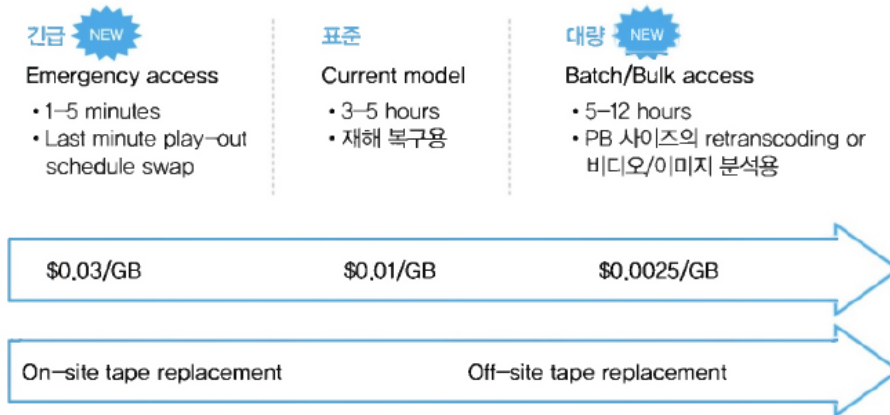 긴급 NEW
Emergency access
• 1–5 minutes
• Last minute play–out
schedule swap
표준
Current model
• 3–5 hours
• 재해 복구용
대량 NEW
Batch/Bulk access
• 5–12 hours
• PB 사이즈의 retranscoding or
비디오/이미지 분석용
$0.03/GB $0.01/GB $0.0025/GB
On–site tape replacement Off–site tape replacement